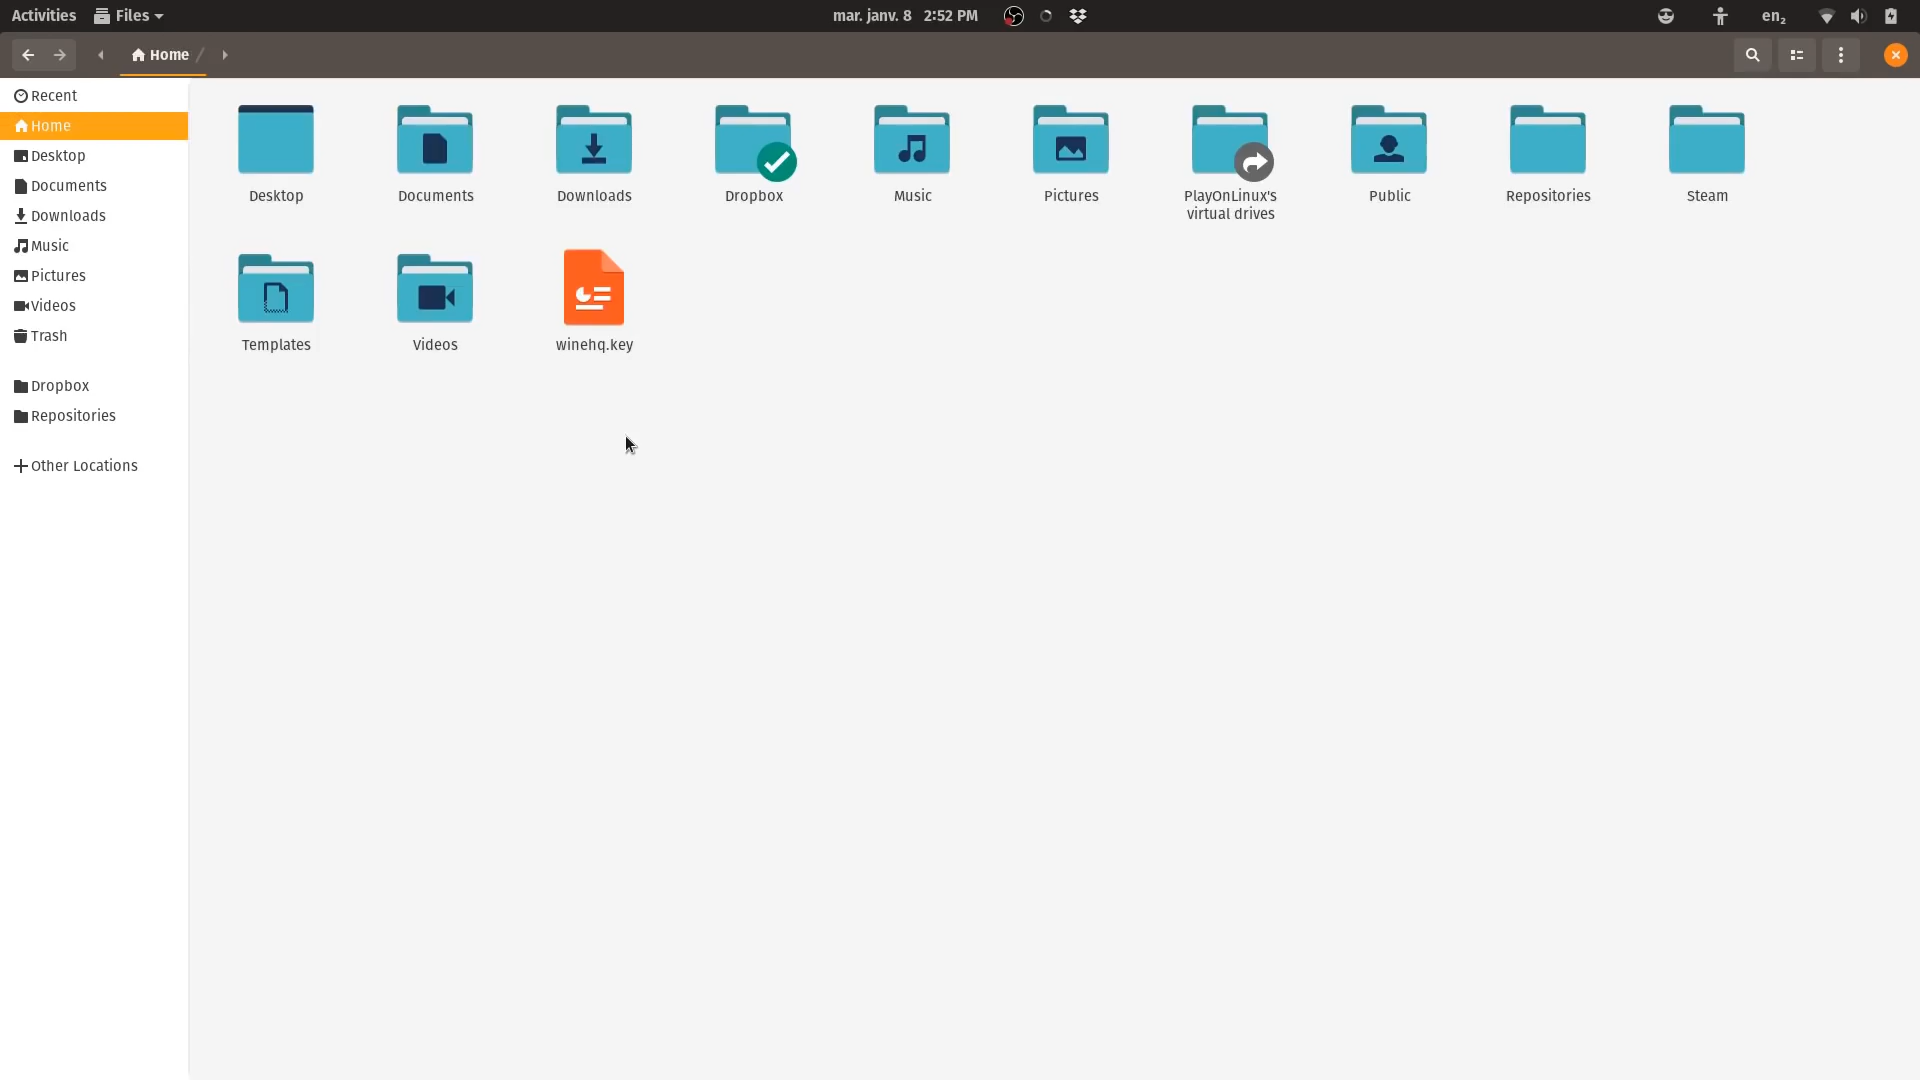 Activities Files mar. janv. 8 2:52 PM en₂
Home /
Recent
Home
Desktop
Documents
Downloads
Music
Pictures
Videos
Trash
Dropbox
Repositories
Other Locations
Desktop Documents Downloads Dropbox Music Pictures PlayOnLinux's Public Repositories Steam
virtual drives
Templates Videos winehq.key